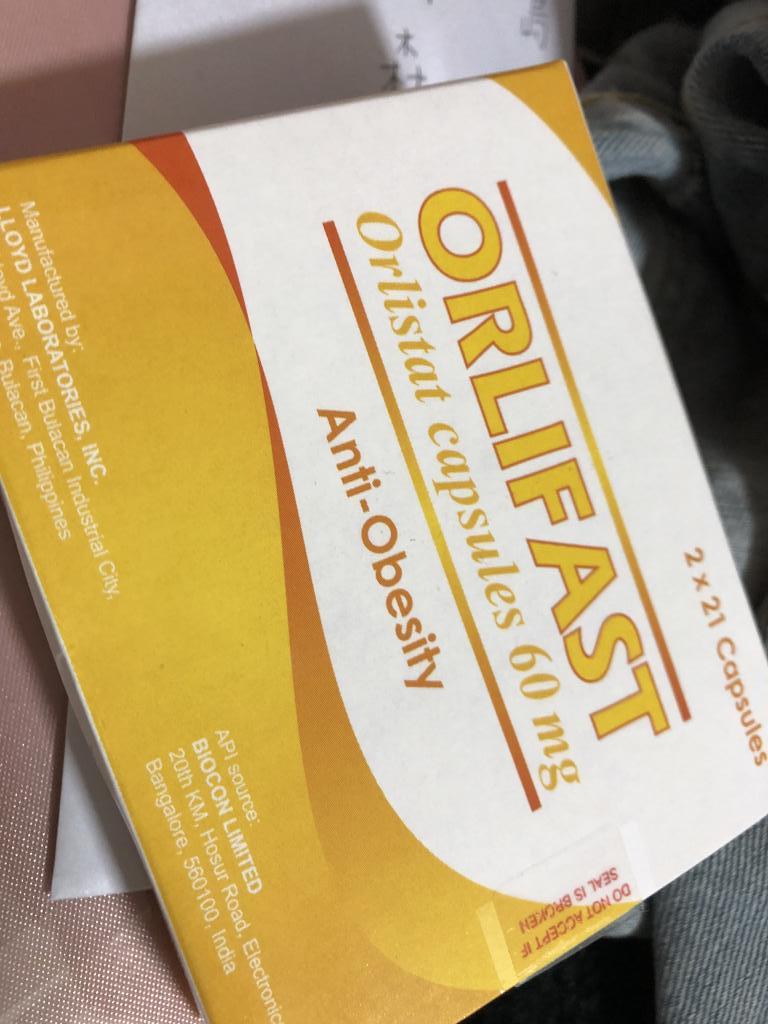 2 x 21 Capsules
ORLIFAST
Orlistat capsules 60 mg
Anti-Obesity
Manufactured by:
LLOYD LABORATORIES, INC.
Ave., First Bulacan Industrial City,
Bulacan, Philippines
API source:
BIOCON LIMITED
20th KM, Hosur Road, Electronic
Bangalore, 560100, India
DO NOT ACCEPT IF
SEAL IS BROKEN